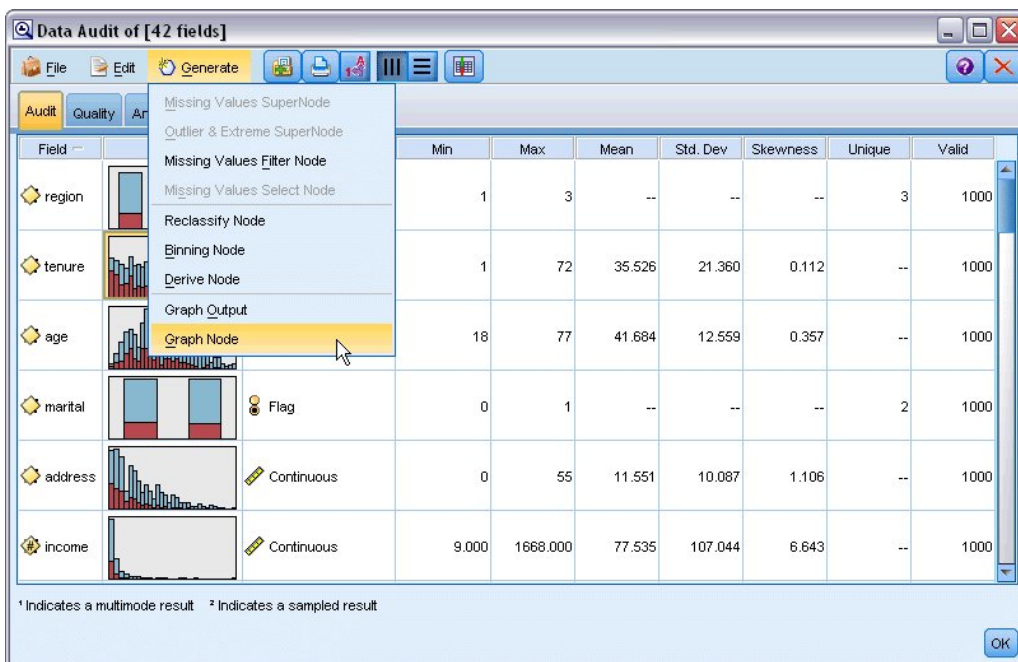 Data Audit of [42 fields]
File Edit Generate
Audit Quality An
Missing Values SuperNode
Outlier & Extreme SuperNode
Missing Values Filter Node
Missing Values Select Node
Reclassify Node
Binning Node
Derive Node
Graph Output
Graph Node
Field Min Max Mean Std. Dev Skewness Unique Valid
region 1 3 -- -- -- 3 1000
tenure 1 72 35.526 21.360 0.112 -- 1000
age 18 77 41.684 12.559 0.357 -- 1000
marital Flag 0 1 -- -- -- 2 1000
address Continuous 0 55 11.551 10.087 1.106 -- 1000
income Continuous 9.000 1668.000 77.535 107.044 6.643 -- 1000
¹ Indicates a multimode result ² Indicates a sampled result
OK